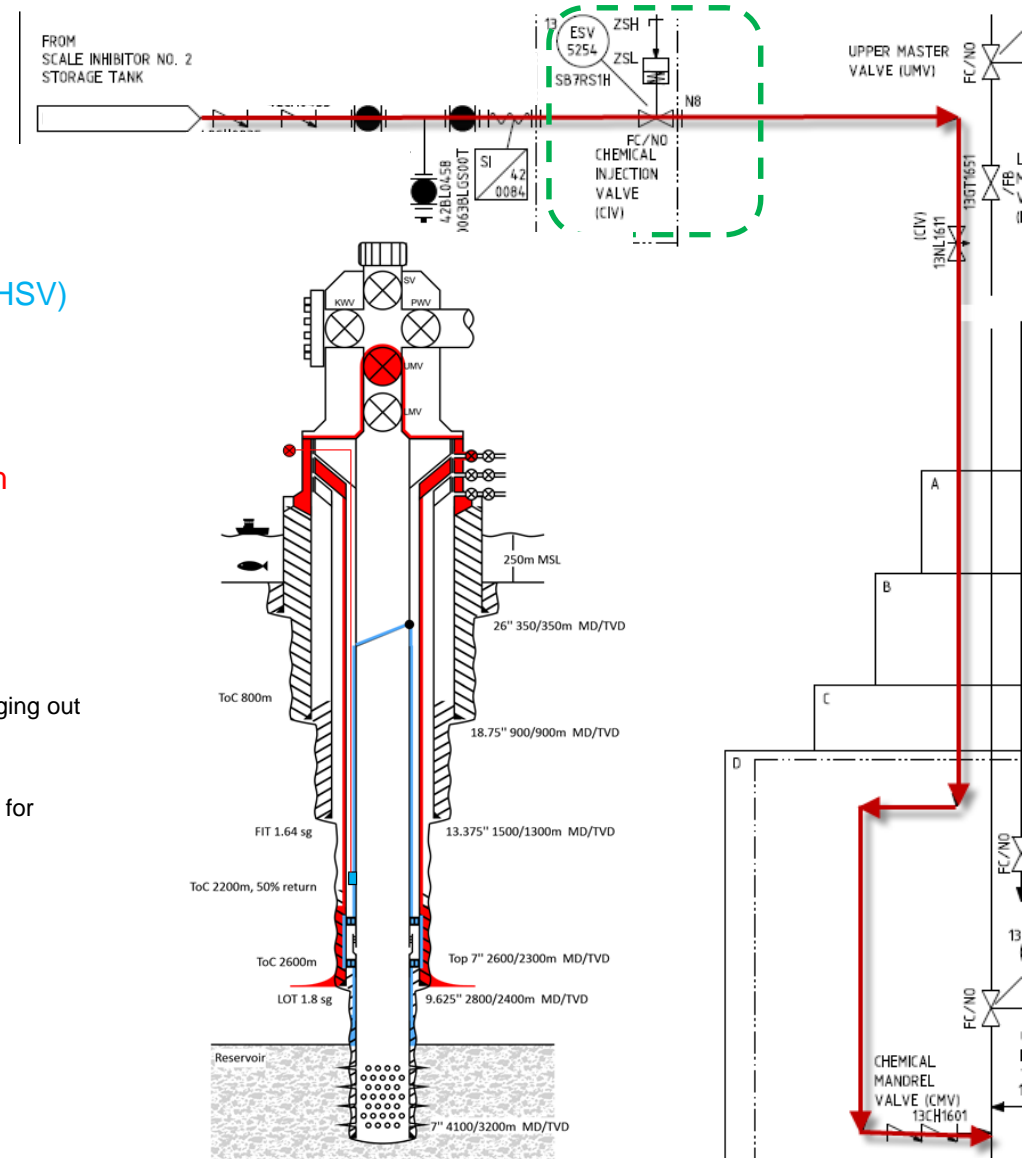 FROM
SCALE INHIBITOR NO. 2
STORAGE TANK
13
ESV
5254
ZSH
ZSL
SB7RS1H
N8
FC/NO
CHEMICAL
INJECTION
VALVE
(CIV)
SI
42
0084
42BL0458
0063BLGS00T
UPPER MASTER
VALVE (UMV)
FC/NO
13GT1651
/FB
(CIV)
13NL1611
HSV)
SV
KWV
PWV
UMV
LMV
A
B
C
D
250m MSL
26'' 350/350m MD/TVD
ToC 800m
ging out
18.75'' 900/900m MD/TVD
for
FIT 1.64 sg
13.375'' 1500/1300m MD/TVD
ToC 2200m, 50% return
ToC 2600m
Top 7'' 2600/2300m MD/TVD
LOT 1.8 sg
9.625'' 2800/2400m MD/TVD
Reservoir
7'' 4100/3200m MD/TVD
FC/NO
13
FC/NO
CHEMICAL
MANDREL
VALVE (CMV)
13CH1601